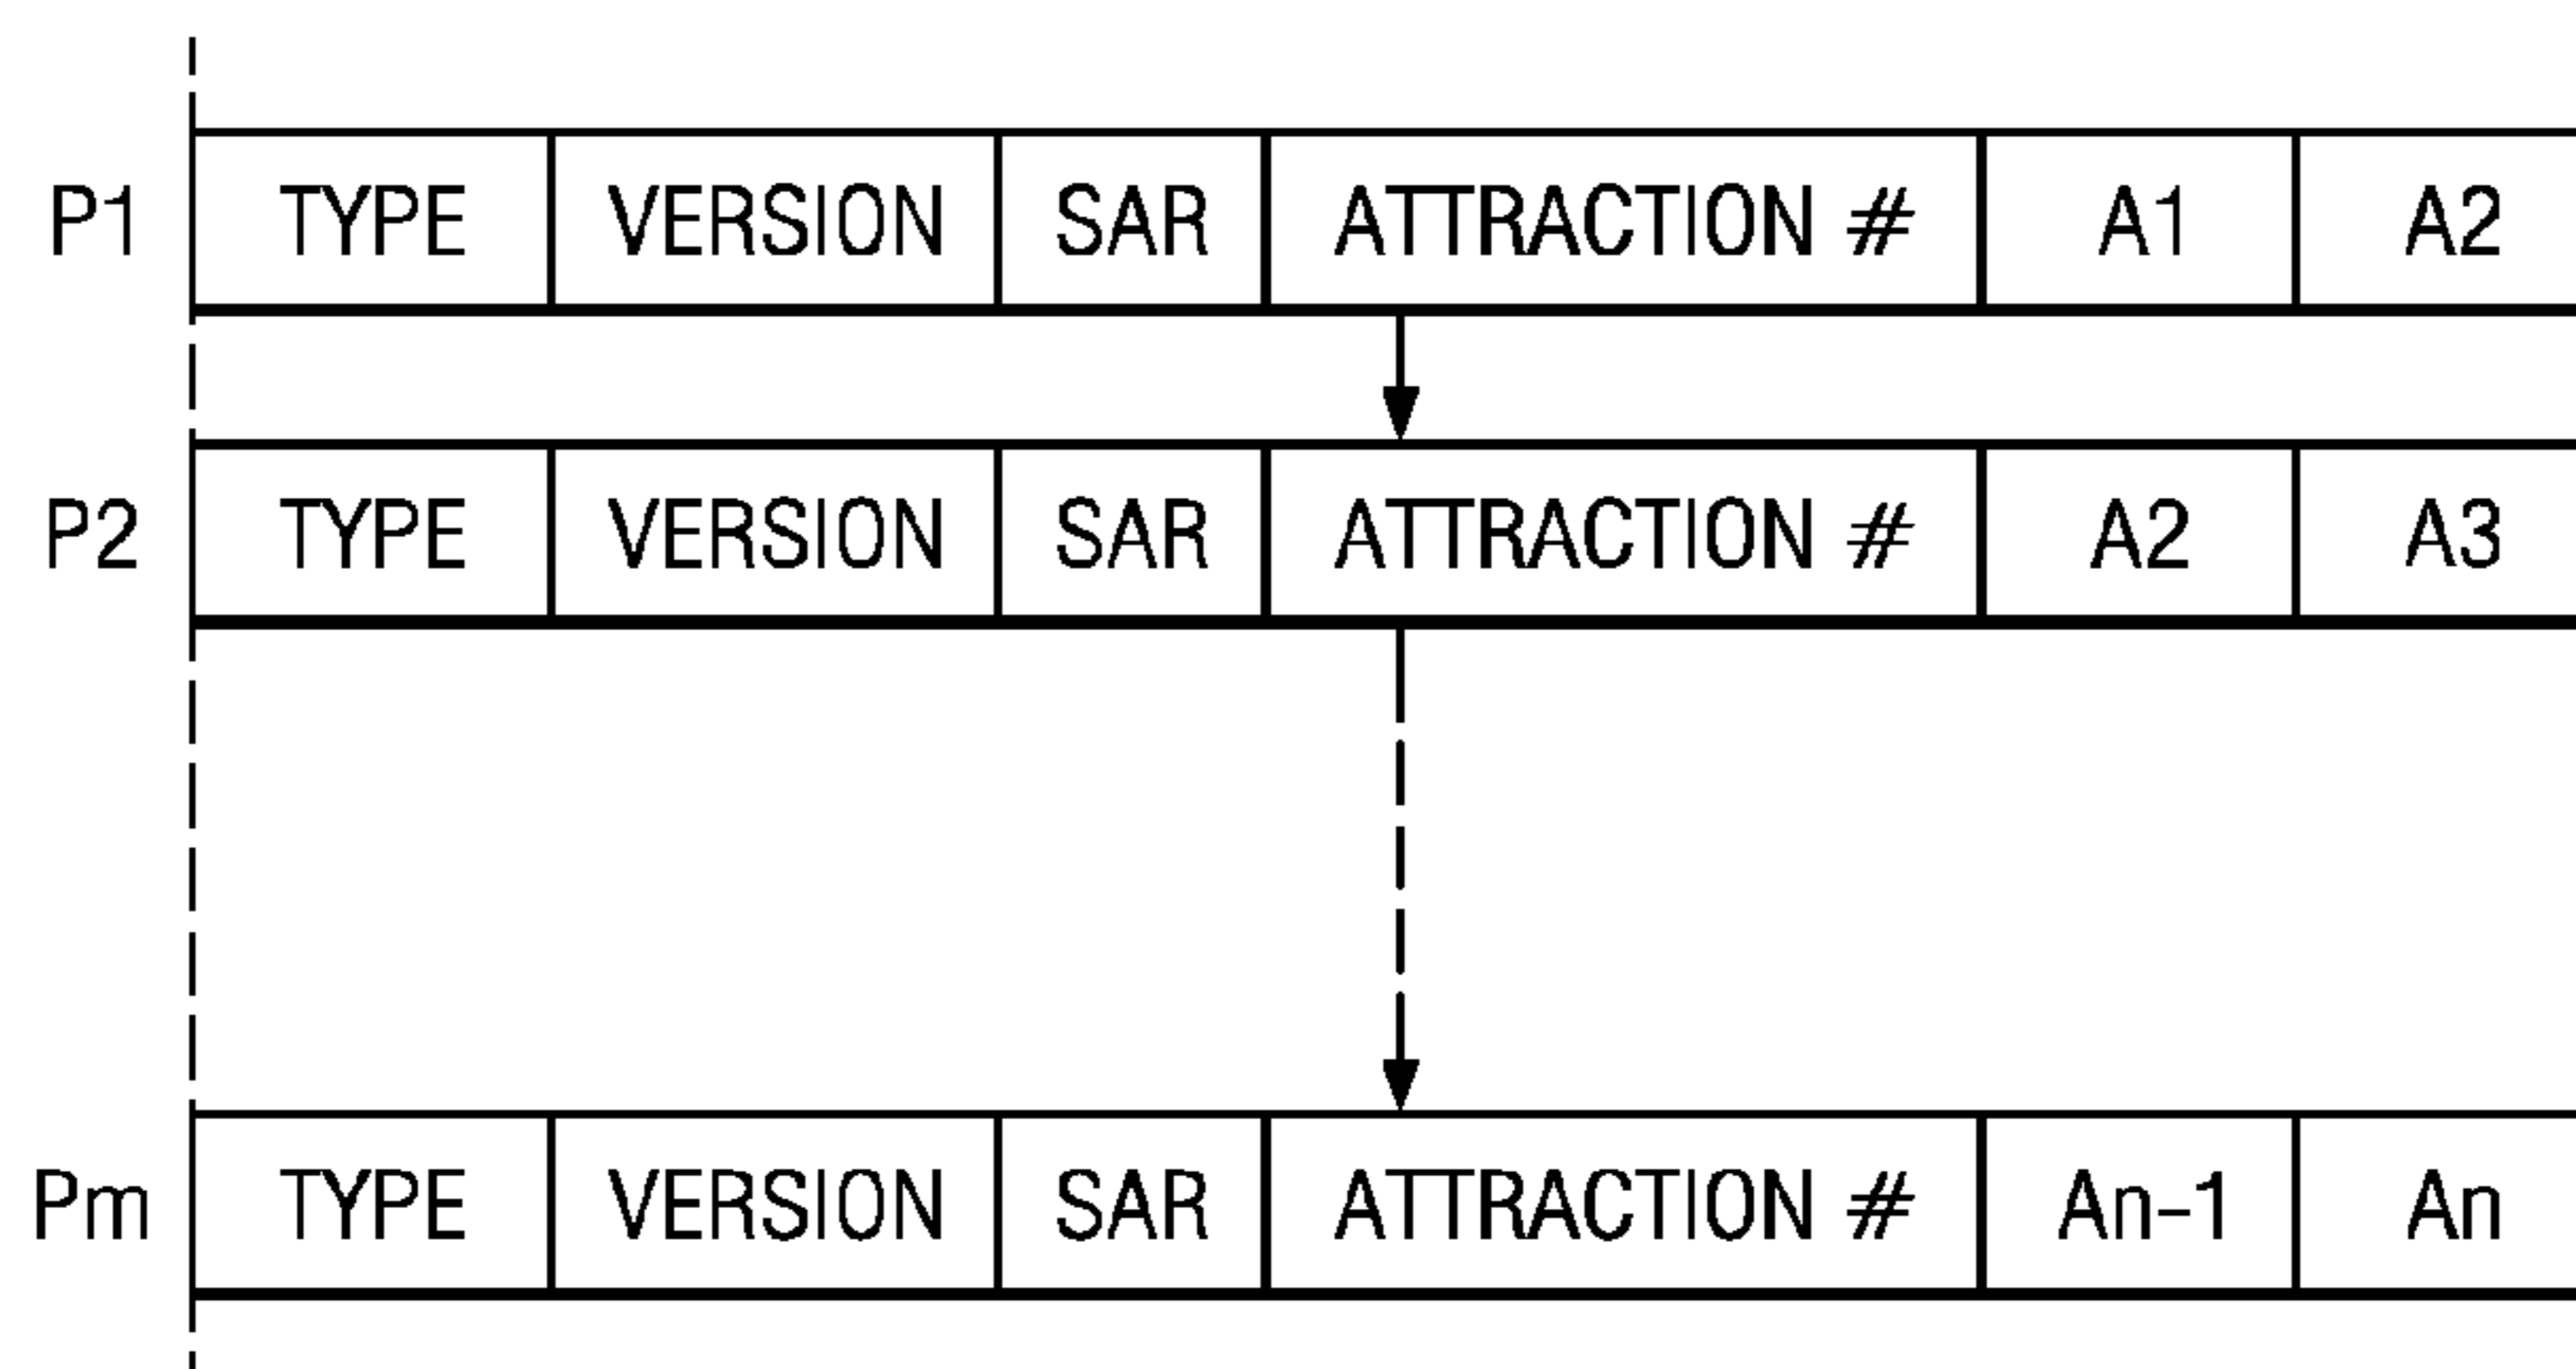 P1 TYPE VERSION SAR ATTRACTION # A1 A2
P2 TYPE VERSION SAR ATTRACTION # A2 A3
Pm TYPE VERSION SAR ATTRACTION # An-1 An